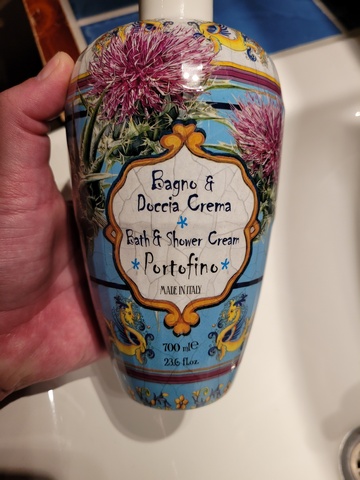 Bagno &
Doccia Crema
*
Bath & Shower Cream
* Portofino *
MADE IN ITALY
700 ml e
23.6 fl.oz